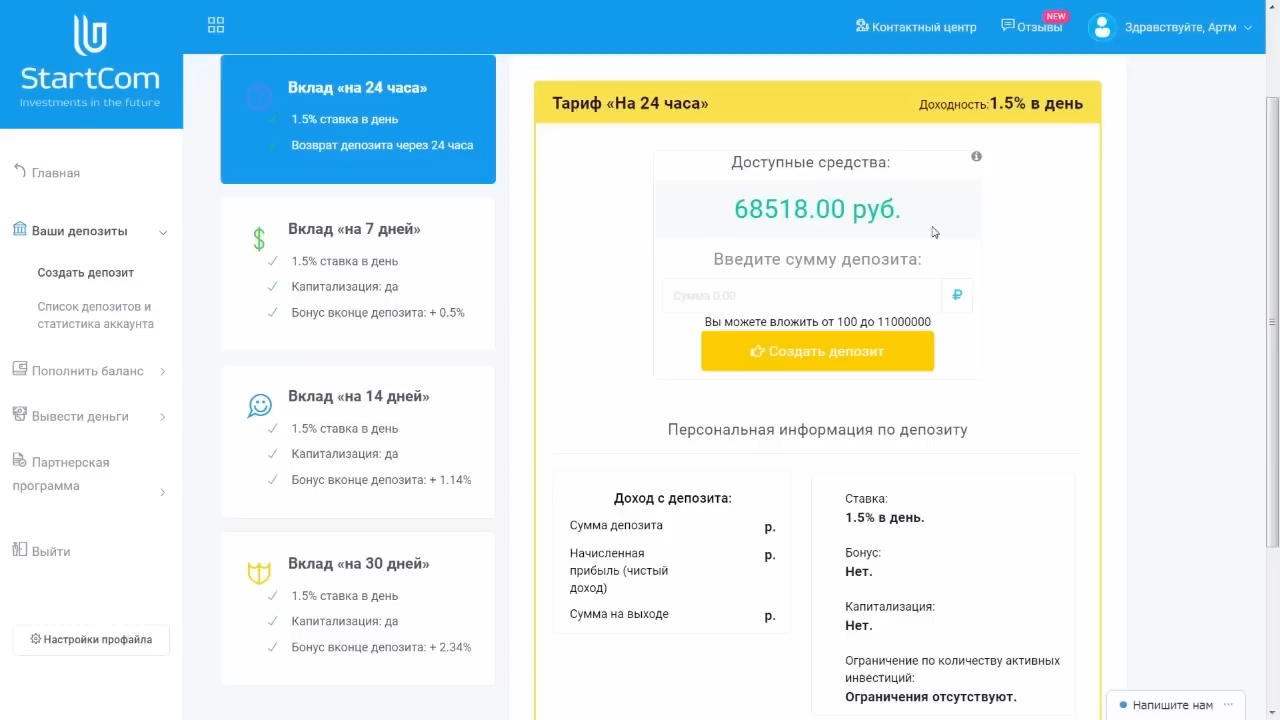 StartCom
Investments in the future
Контактный центр
Отзывы
NEW
Здравствуйте, Артм
Главная
Ваши депозиты
Создать депозит
Список депозитов и
статистика аккаунта
Пополнить баланс
Вывести деньги
Партнерская
программа
Выйти
Настройки профайла
Вклад «на 24 часа»
1.5% ставка в день
Возврат депозита через 24 часа
Вклад «на 7 дней»
1.5% ставка в день
Капитализация: да
Бонус вконце депозита: + 0.5%
Вклад «на 14 дней»
1.5% ставка в день
Капитализация: да
Бонус вконце депозита: + 1.14%
Вклад «на 30 дней»
1.5% ставка в день
Капитализация: да
Бонус вконце депозита: + 2.34%
Тариф «На 24 часа»
Доходность:1.5% в день
Доступные средства:
68518.00 руб.
Введите сумму депозита:
Сумма 0.00
₽
Вы можете вложить от 100 до 11000000
Создать депозит
Персональная информация по депозиту
Доход с депозита:
Сумма депозита р.
Начисленная р.
прибыль (чистый
доход)
Сумма на выходе р.
Ставка:
1.5% в день.
Бонус:
Нет.
Капитализация:
Нет.
Ограничение по количеству активных
инвестиций:
Ограничения отсутствуют.
Напишите нам